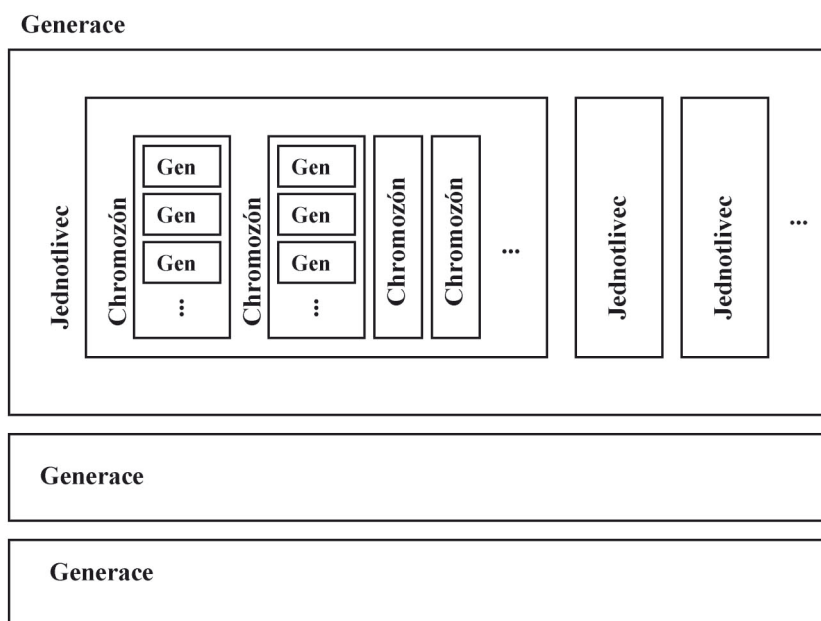 Generace
Jednotlivec
Chromozón
Gen
Gen
Gen
...
Chromozón
Gen
Gen
Gen
...
Chromozón
Chromozón
...
Jednotlivec
Jednotlivec
...
Generace
Generace